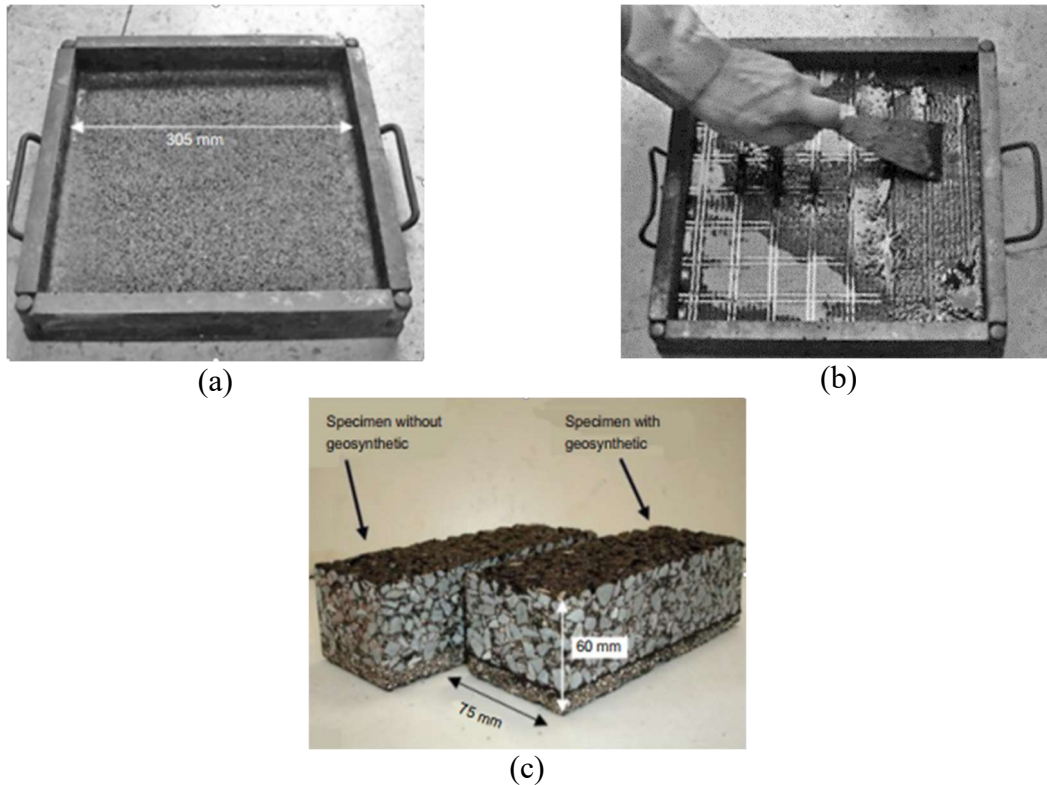 305 mm
(a)
(b)
Specimen without
geosynthetic
Specimen with
geosynthetic
60 mm
75 mm
(c)